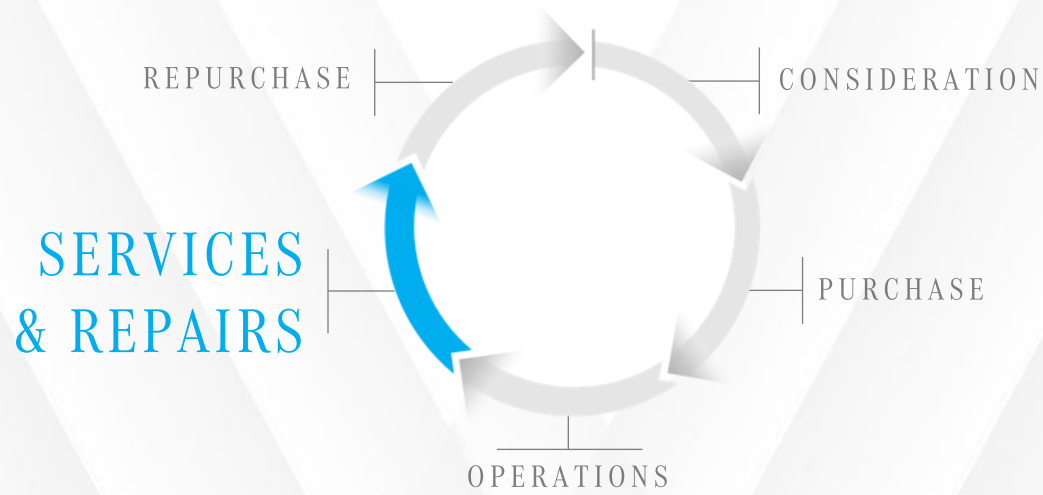 REPURCHASE
CONSIDERATION
SERVICES
& REPAIRS
PURCHASE
OPERATIONS